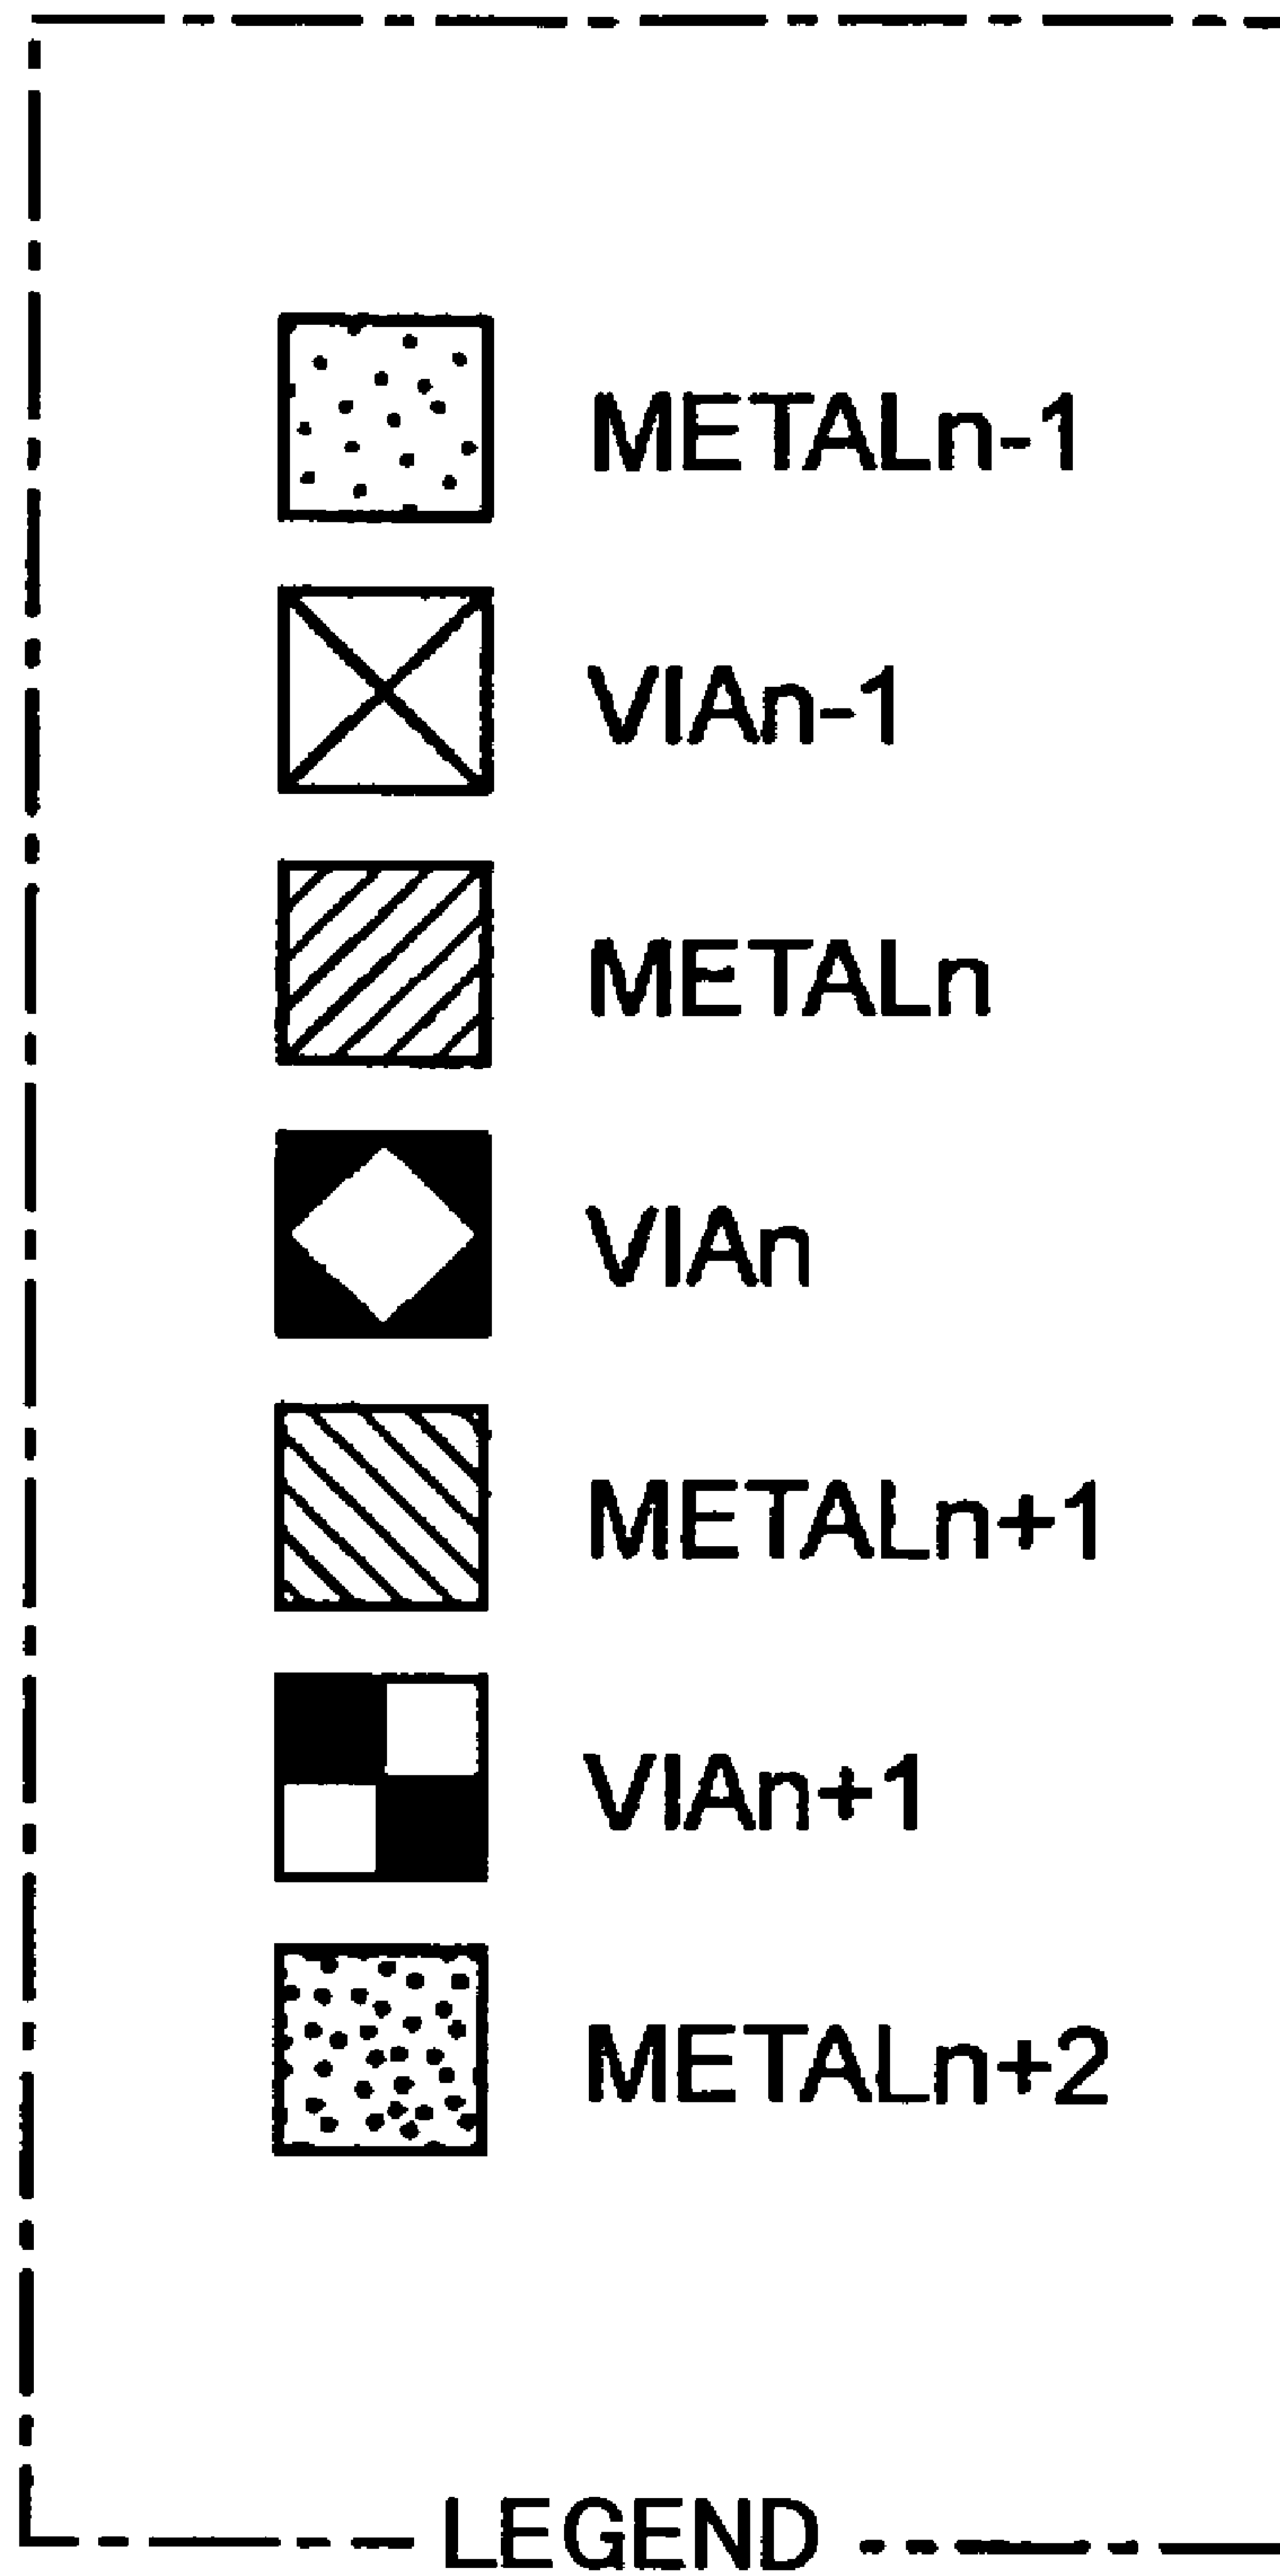 METALn-1
VIAn-1
METALn
VIAn
METALn+1
VIAn+1
METALn+2
LEGEND